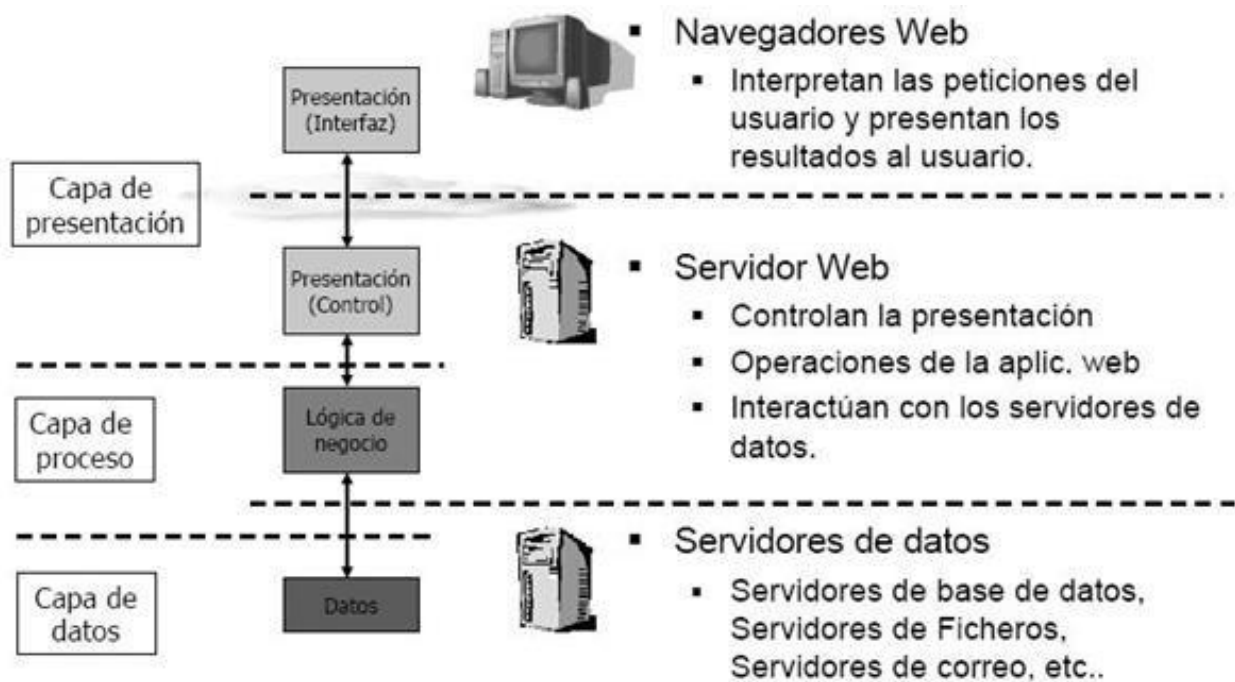 Presentación
(Interfaz)
▪ Navegadores Web
▪ Interpretan las peticiones del
usuario y presentan los
resultados al usuario.
Capa de
presentación
Presentación
(Control)
▪ Servidor Web
▪ Controlan la presentación
▪ Operaciones de la aplic. web
▪ Interactúan con los servidores de
datos.
Capa de
proceso
Lógica de
negocio
Capa de
datos
Datos
▪ Servidores de datos
▪ Servidores de base de datos,
Servidores de Ficheros,
Servidores de correo, etc..